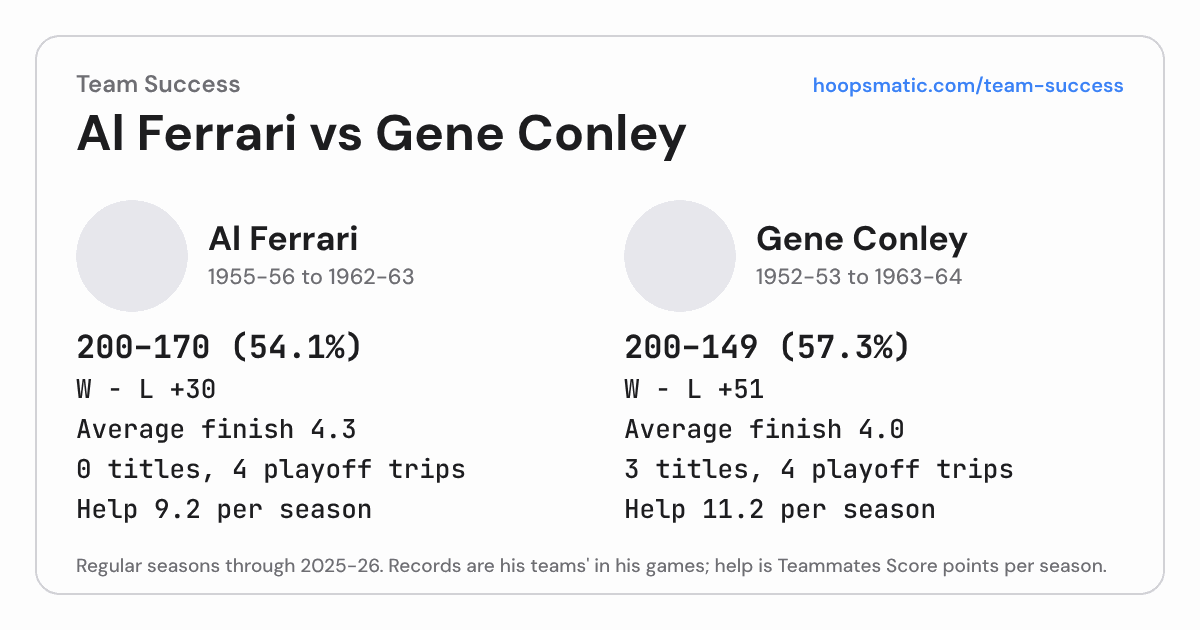 Team Success
hoopsmatic.com/team-success
Al Ferrari vs Gene Conley
Al Ferrari
1955-56 to 1962-63
200-170 (54.1%)
W - L +30
Average finish 4.3
0 titles, 4 playoff trips
Help 9.2 per season
Gene Conley
1952-53 to 1963-64
200-149 (57.3%)
W - L +51
Average finish 4.0
3 titles, 4 playoff trips
Help 11.2 per season
Regular seasons through 2025-26. Records are his teams' in his games; help is Teammates Score points per season.